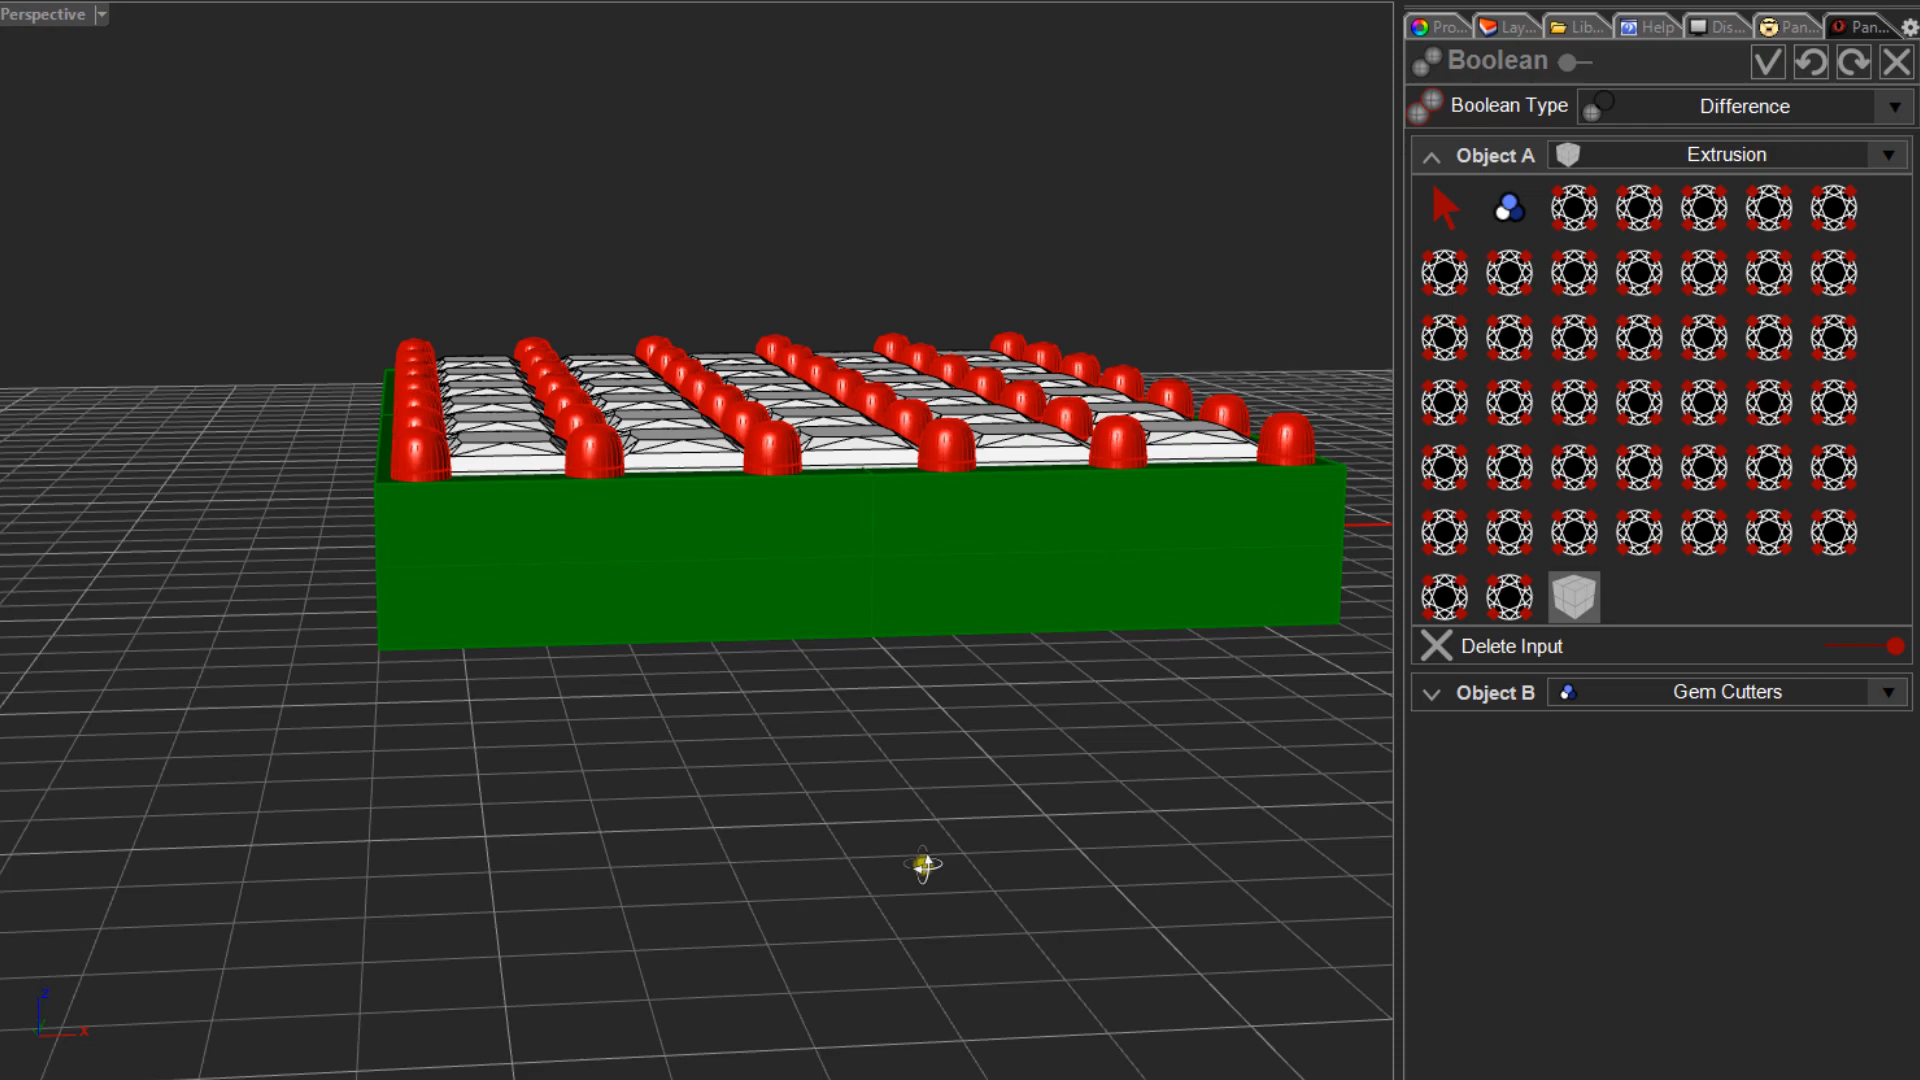 Perspective
Pro... Lay... Lib... Help Dis... Pan... Pan...
Boolean
Boolean Type Difference
Object A Extrusion
Delete Input
Object B Gem Cutters
z
x